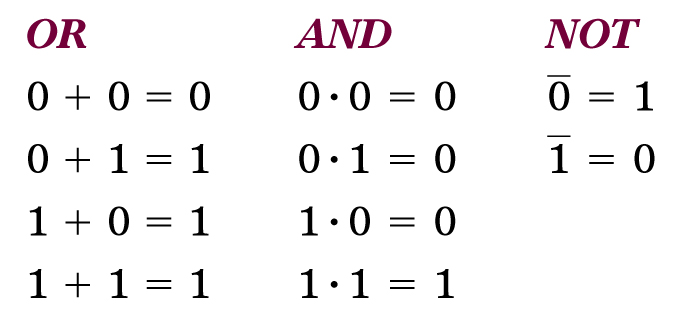 OR AND NOT
0 + 0 = 0 0·0 = 0 0̅ = 1
0 + 1 = 1 0·1 = 0 1̅ = 0
1 + 0 = 1 1·0 = 0
1 + 1 = 1 1·1 = 1